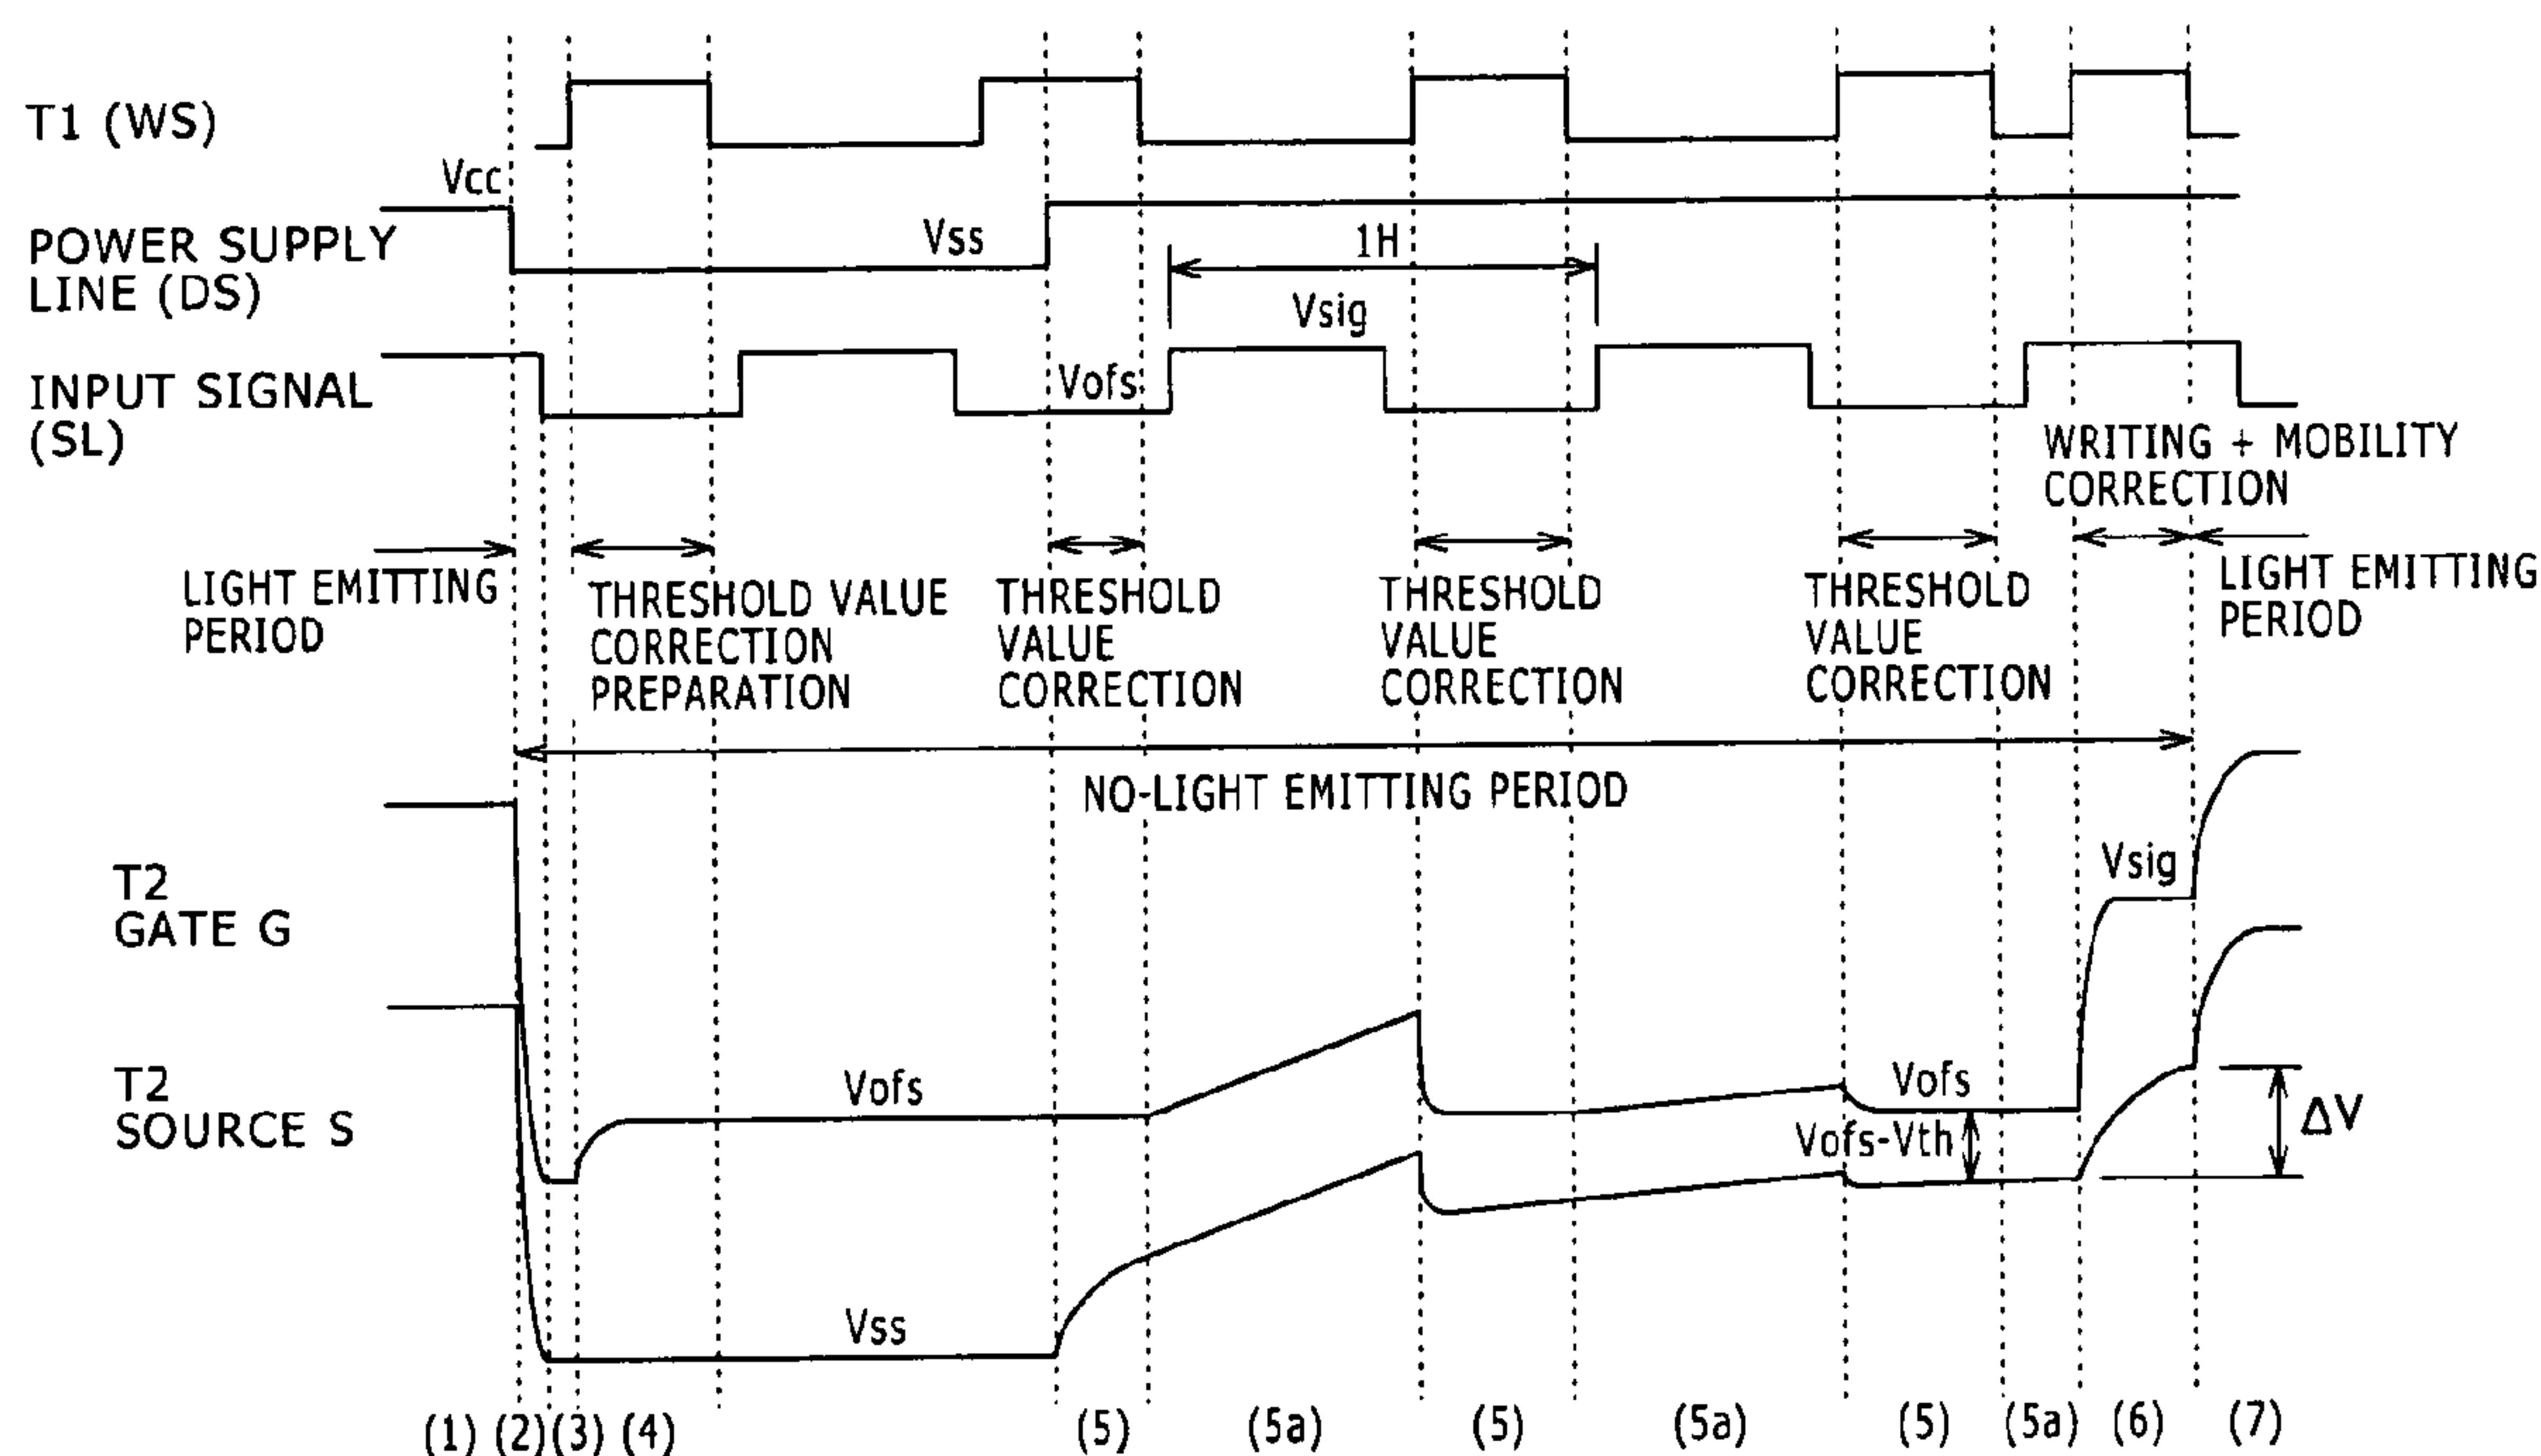 T1 (WS)
Vcc
POWER SUPPLY
LINE (DS)
Vss
1H
Vsig
INPUT SIGNAL
(SL)
Vofs
WRITING + MOBILITY
CORRECTION
LIGHT EMITTING
PERIOD
THRESHOLD VALUE
CORRECTION
PREPARATION
THRESHOLD
VALUE
CORRECTION
THRESHOLD
VALUE
CORRECTION
THRESHOLD
VALUE
CORRECTION
LIGHT EMITTING
PERIOD
NO-LIGHT EMITTING PERIOD
T2
GATE G
Vsig
T2
SOURCE S
Vofs
Vofs
Vofs-Vth
ΔV
Vss
(1) (2) (3) (4) (5) (5a) (5) (5a) (5) (5a) (6) (7)